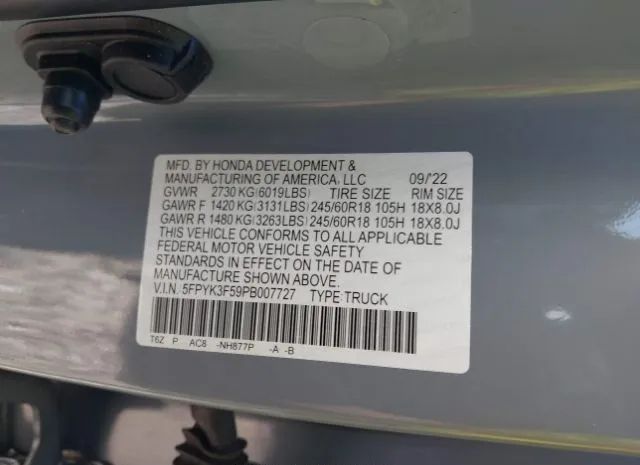 MFD. BY HONDA DEVELOPMENT &
MANUFACTURING OF AMERICA, LLC 09/'22
GVWR 2730 KG (6019LBS) TIRE SIZE RIM SIZE
GAWR F 1420 KG (3131LBS) 245/60R18 105H 18X8.0J
GAWR R 1480 KG (3263LBS) 245/60R18 105H 18X8.0J
THIS VEHICLE CONFORMS TO ALL APPLICABLE
FEDERAL MOTOR VEHICLE SAFETY
STANDARDS IN EFFECT ON THE DATE OF
MANUFACTURE SHOWN ABOVE.
V.I.N. 5FPYK3F59PB007727 TYPE:TRUCK
T6Z P AC8 -NH877P -A -B